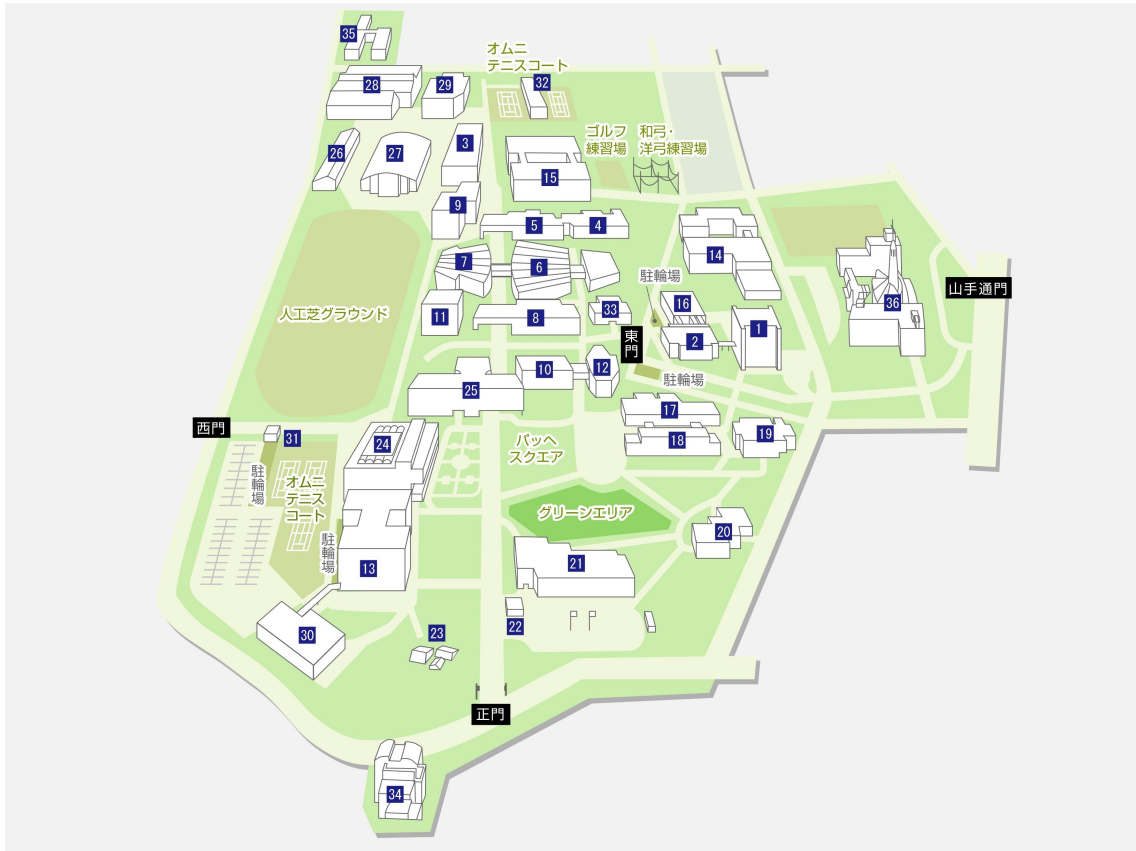 35
オムニ
テニスコート
28
29
32
ゴルフ
練習場
和弓・
洋弓練習場
26
27
3
15
9
5
4
7
6
14
駐輪場
36
山手通門
人工芝グラウンド
11
8
33
16
東門
2
1
10
12
駐輪場
25
17
18
19
西門
31
24
パッヘ
スクエア
駐輪場
オムニ
テニス
コート
グリーンエリア
20
駐輪場
13
21
22
30
23
正門
34